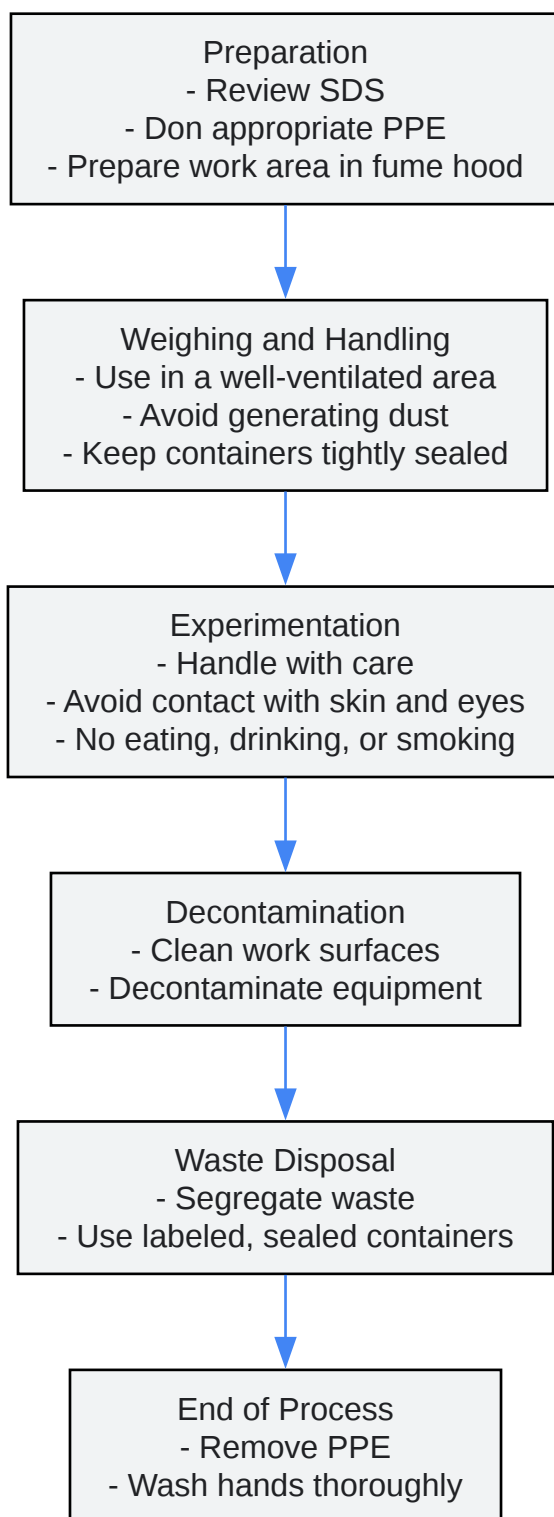 Preparation
- Review SDS
- Don appropriate PPE
- Prepare work area in fume hood
Weighing and Handling
- Use in a well-ventilated area
- Avoid generating dust
- Keep containers tightly sealed
Experimentation
- Handle with care
- Avoid contact with skin and eyes
- No eating, drinking, or smoking
Decontamination
- Clean work surfaces
- Decontaminate equipment
Waste Disposal
- Segregate waste
- Use labeled, sealed containers
End of Process
- Remove PPE
- Wash hands thoroughly